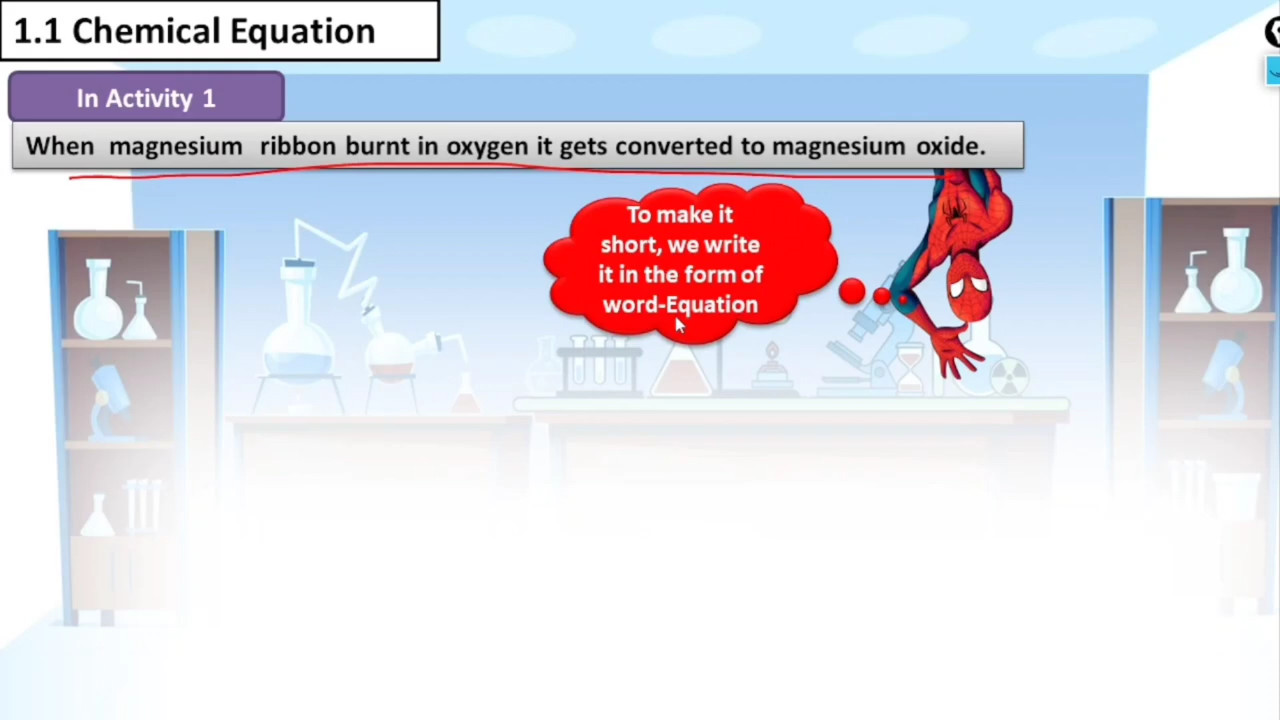 1.1 Chemical Equation
In Activity 1
When magnesium ribbon burnt in oxygen it gets converted to magnesium oxide.
To make it
short, we write
it in the form of
word-Equation